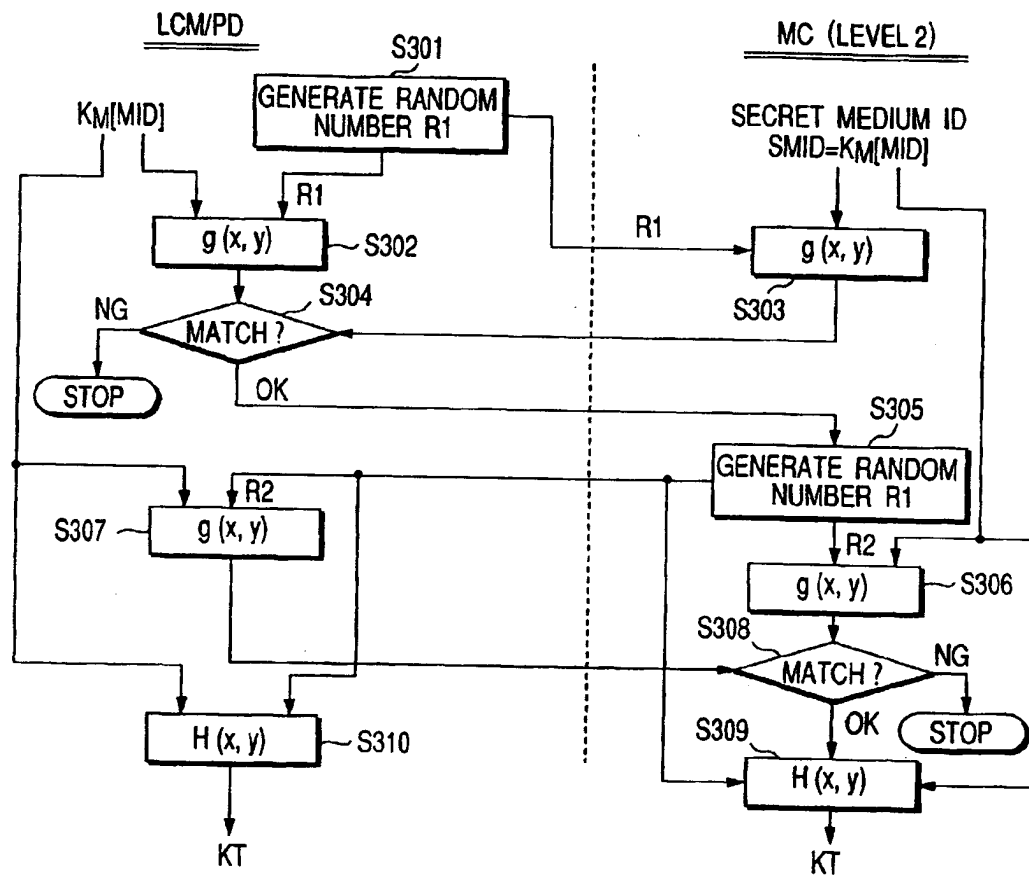 LCM/PD
MC (LEVEL 2)
S301
GENERATE RANDOM
NUMBER R1
KM[MID]
SECRET MEDIUM ID
SMID=KM[MID]
R1
R1
g (x, y)
S302
g (x, y)
S303
S304
NG
MATCH ?
STOP
OK
S305
GENERATE RANDOM
NUMBER R1
R2
S307
g (x, y)
R2
g (x, y)
S306
S308
MATCH ?
NG
OK
STOP
H (x, y)
S310
S309
H (x, y)
KT
KT